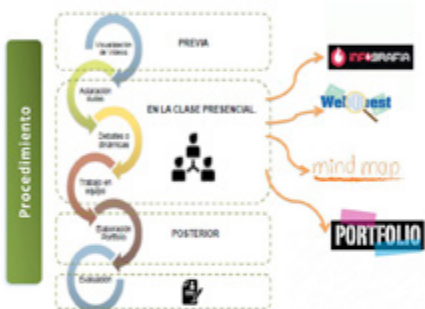 Procedimiento
Visualización
de Vídeos
PREVIA
Aclaración
dudas
EN LA CLASE PRESENCIAL.
Debates o
dinámicas
Trabajo en
equipo
Elaboración
Portfolio
POSTERIOR
Evaluación
INFOGRAFIA
WebQuest
mind map
PORTFOLIO